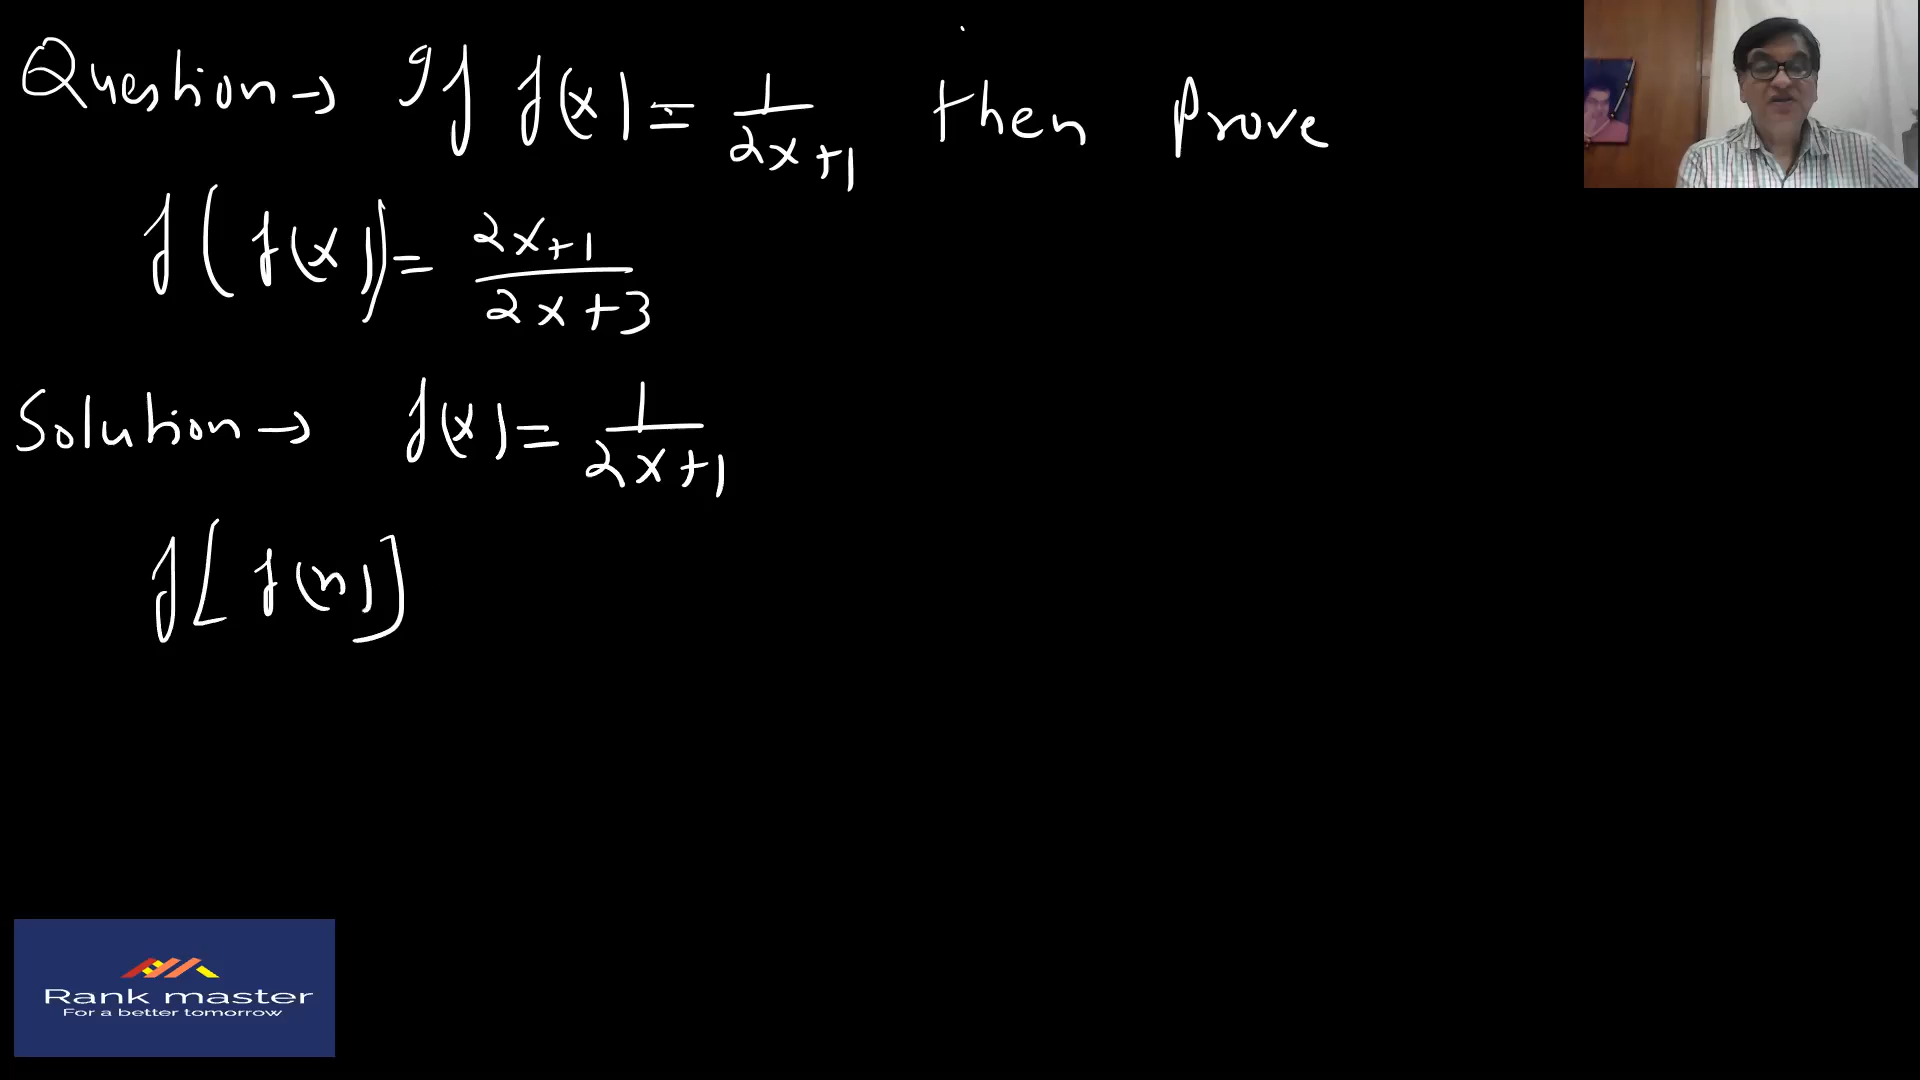 Question → If f(x) = 1/(2x+1) then Prove
f(f(x)) = (2x+1)/(2x+3)
Solution → f(x) = 1/(2x+1)
f[f(n)]
Rank master
For a better tomorrow